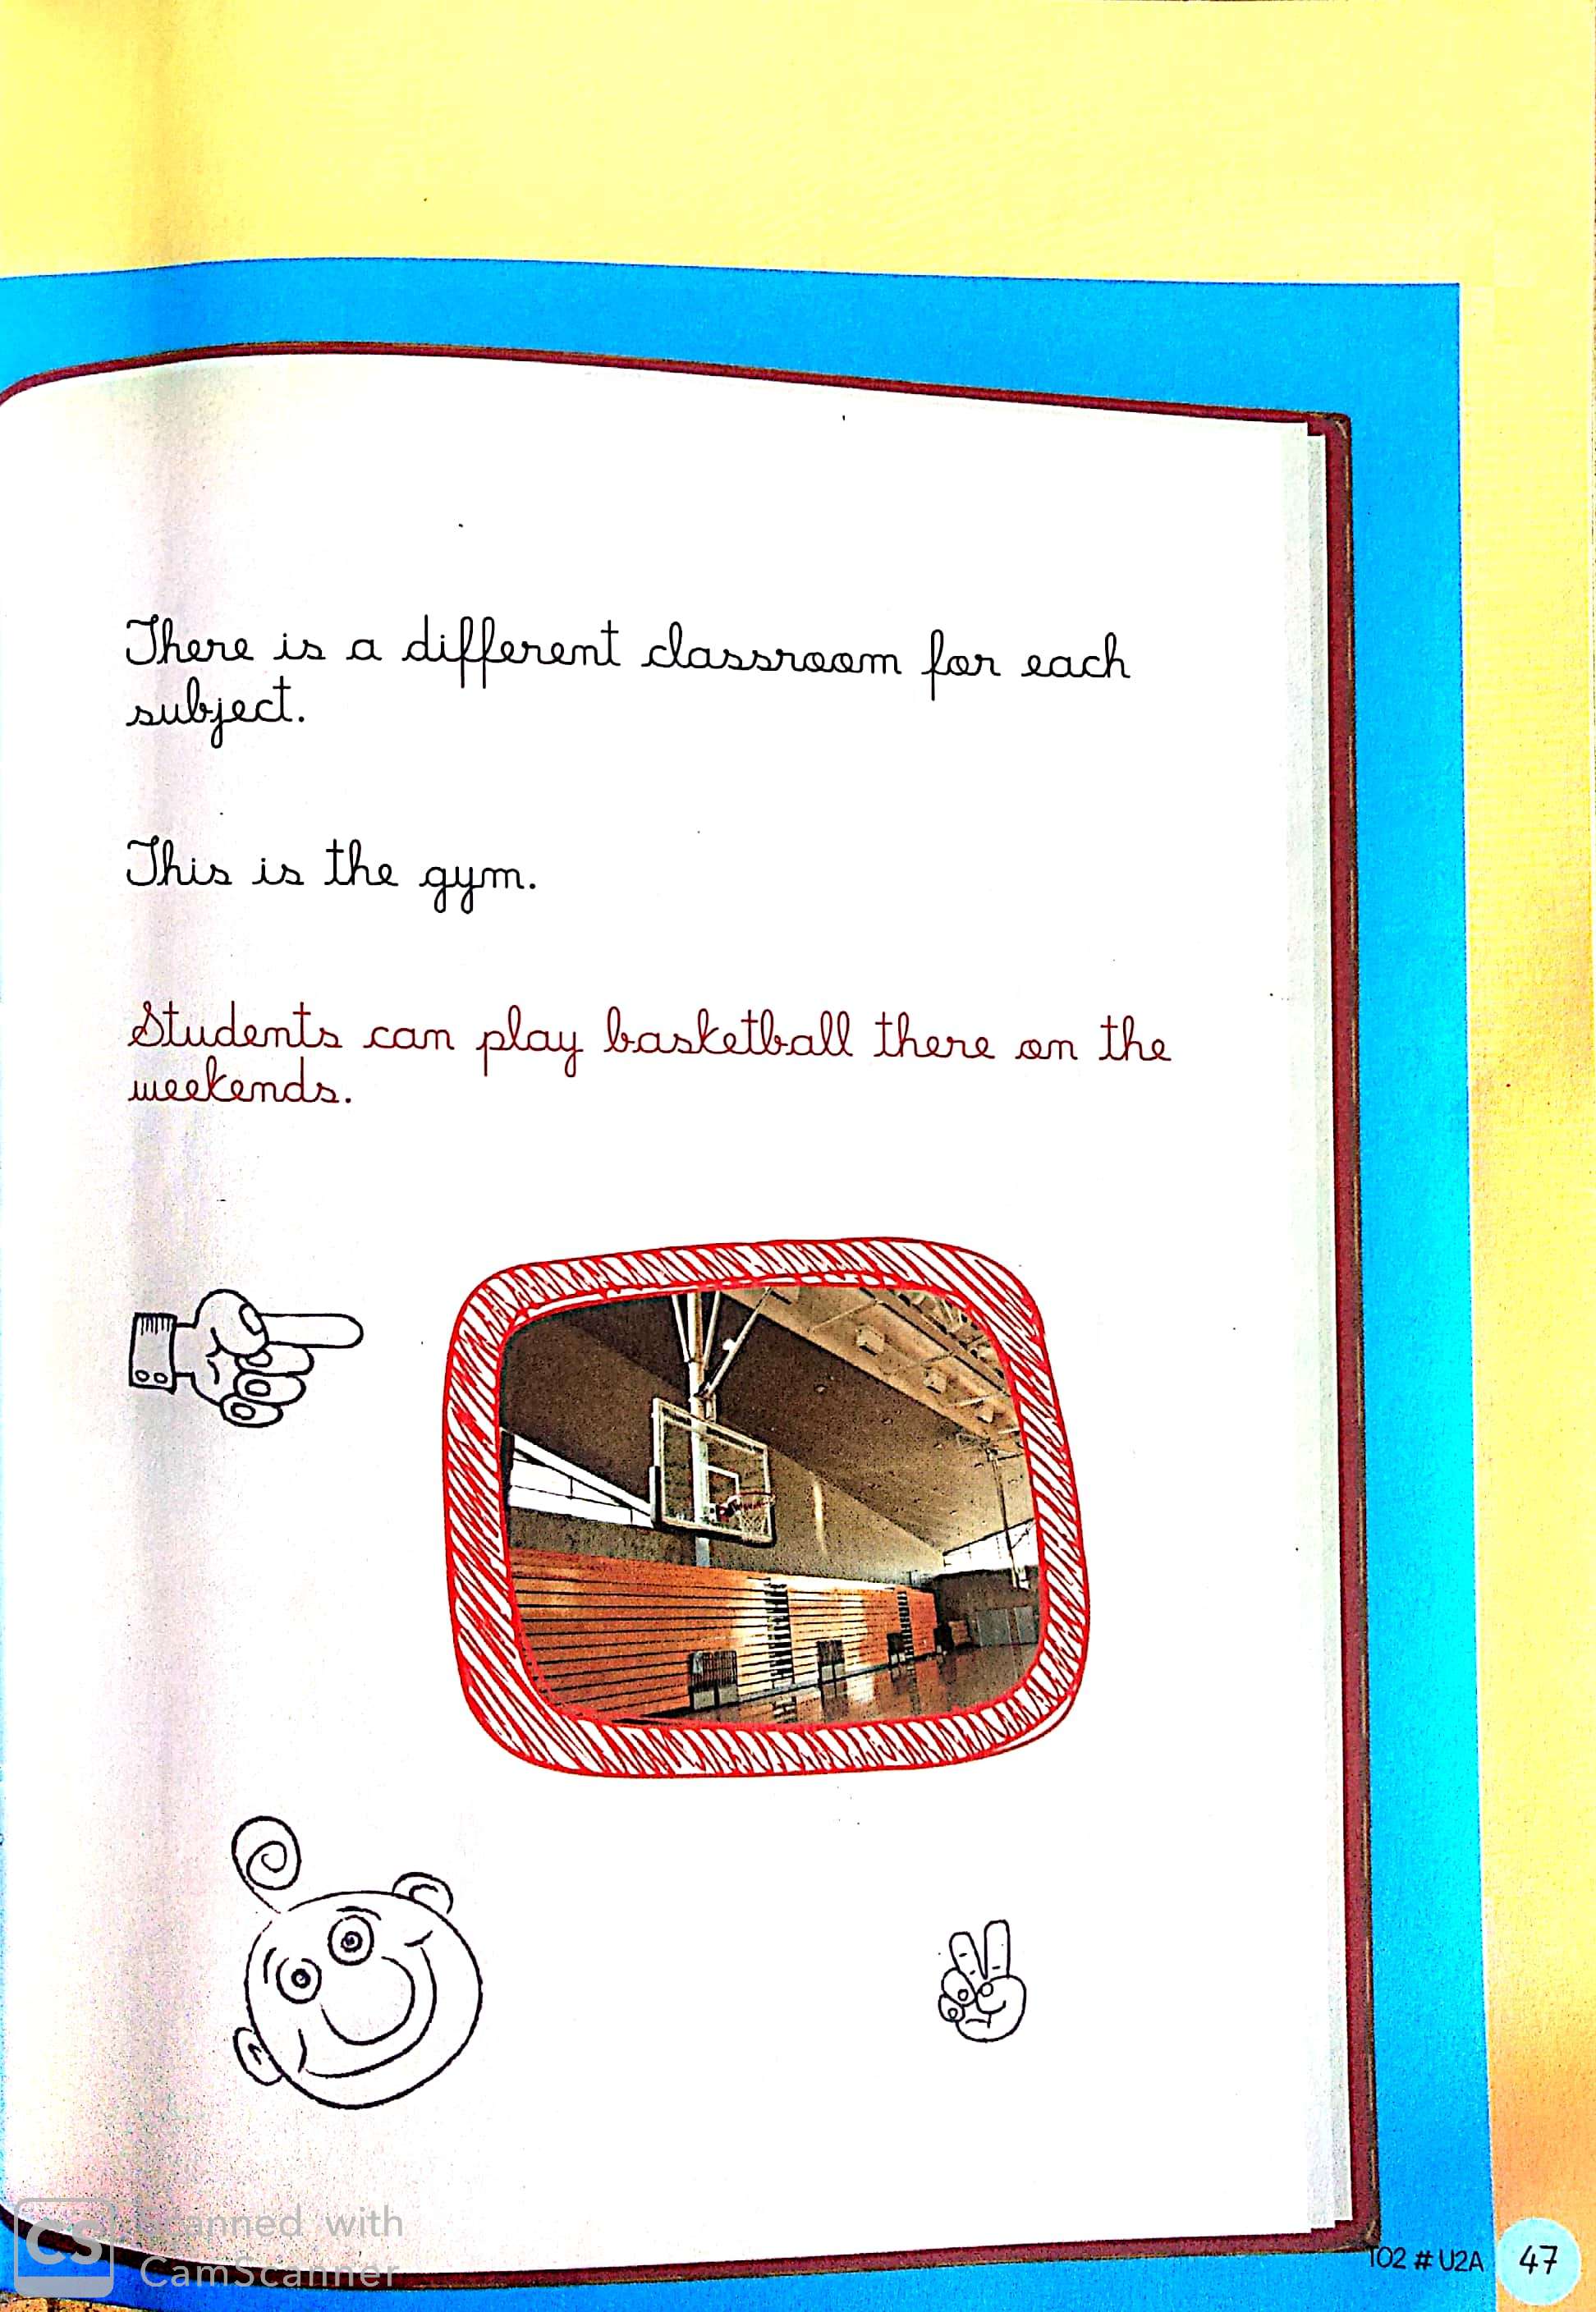 There is a different classroom for each
subject.
This is the gym.
Students can play basketball there on the
weekends.
Scanned with
CS
CamScanner
TO2 # U2A
47